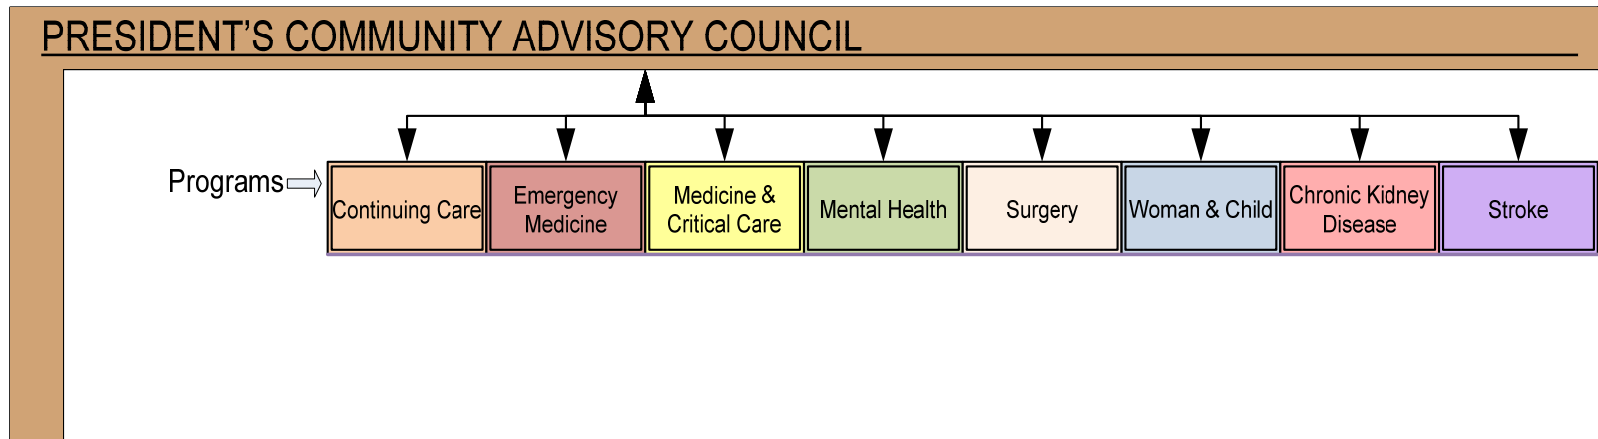 PRESIDENT’S COMMUNITY ADVISORY COUNCIL
Programs
Continuing Care
Emergency
Medicine
Medicine &
Critical Care
Mental Health
Surgery
Woman & Child
Chronic Kidney
Disease
Stroke